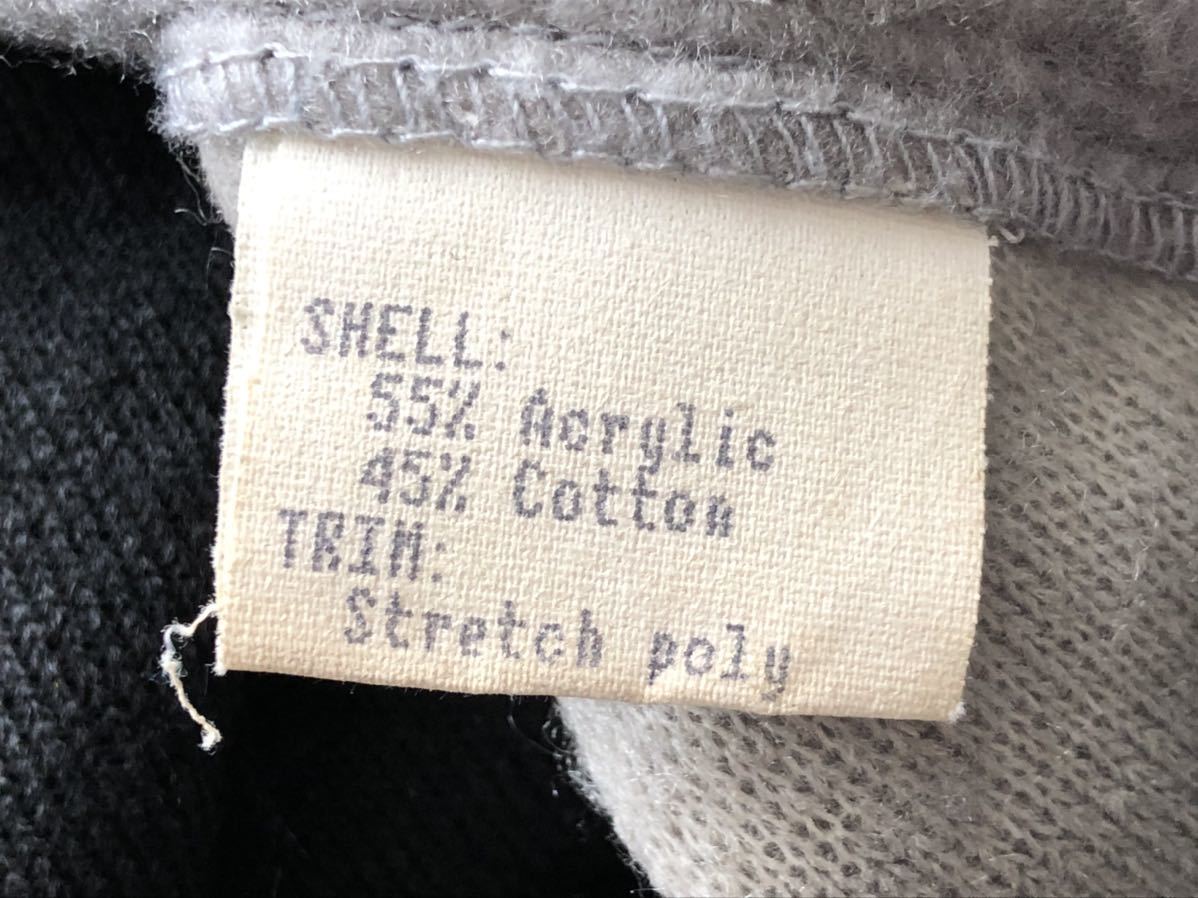 SHELL:
55% Acrylic
45% Cotton
TRIM:
Stretch poly